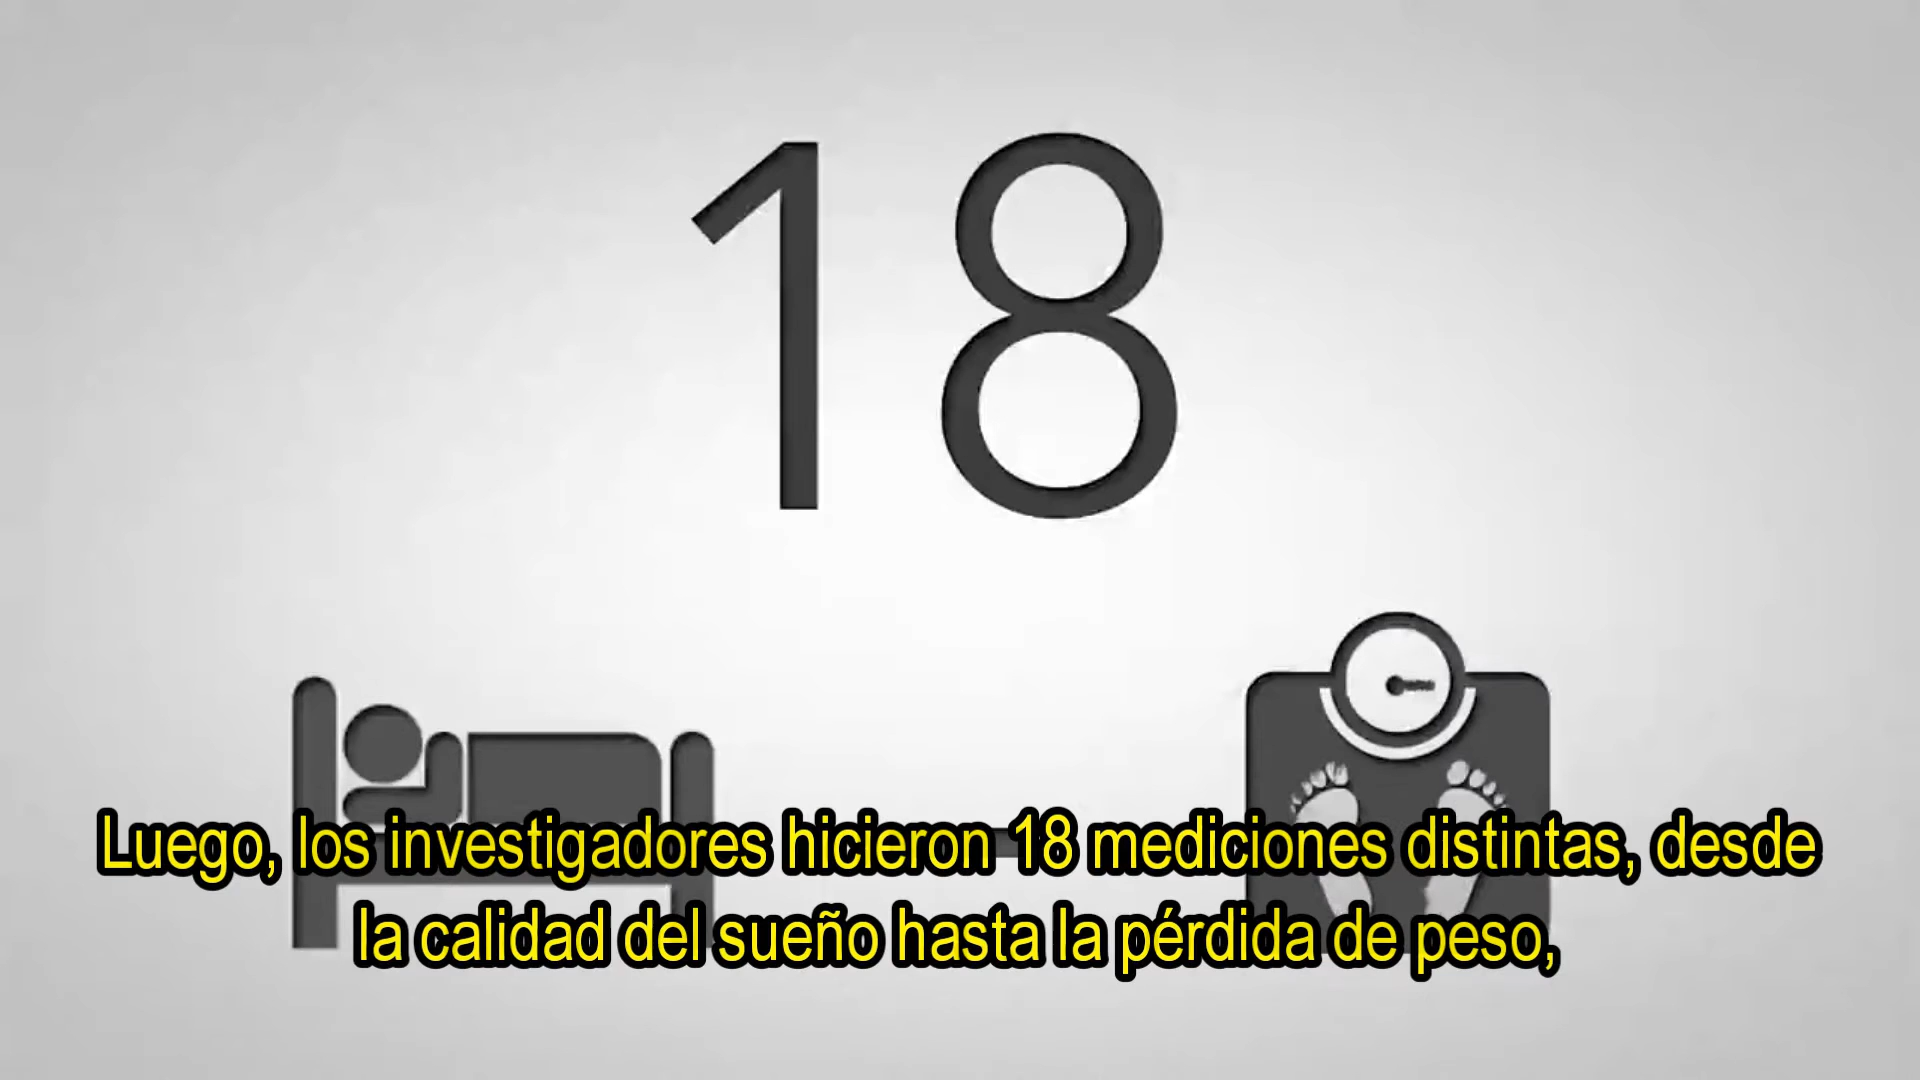 18
Luego, los investigadores hicieron 18 mediciones distintas, desde
la calidad del sueño hasta la pérdida de peso,